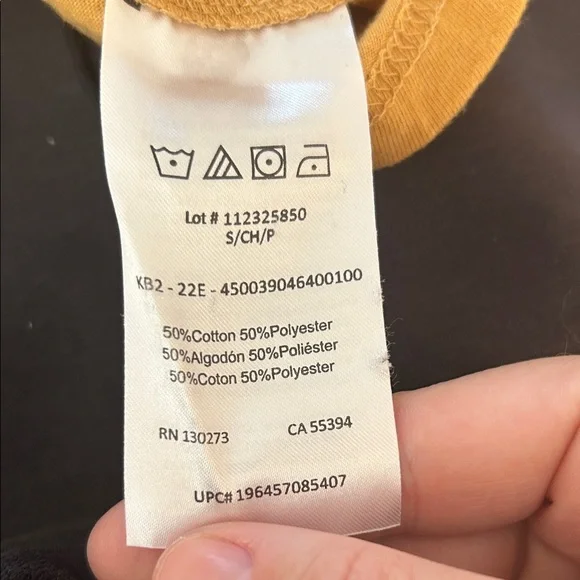 Lot # 112325850
S/CH/P
KB2 - 22E - 450039046400100
50%Cotton 50%Polyester
50%Algodón 50%Poliéster
50%Coton 50%Polyester
RN 130273 CA 55394
UPC# 196457085407